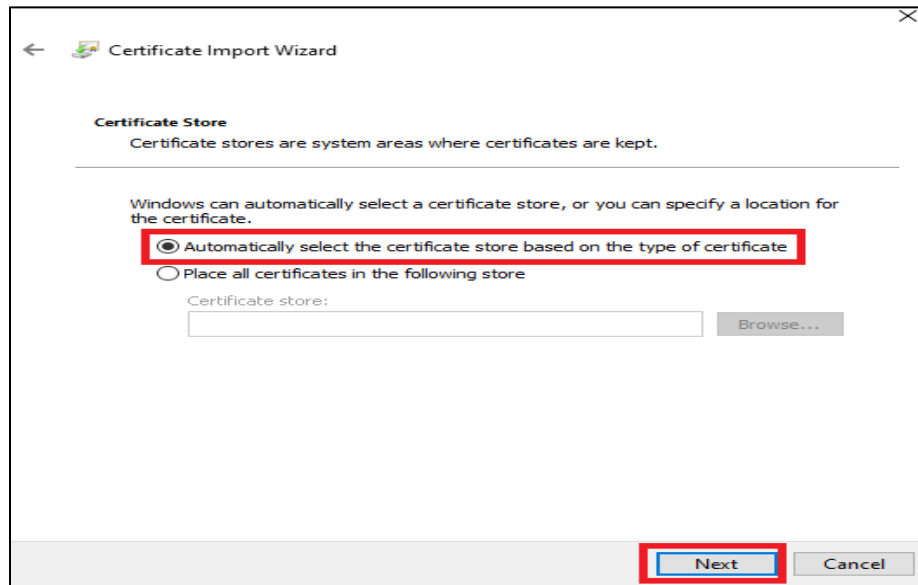 Certificate Import Wizard
Certificate Store
Certificate stores are system areas where certificates are kept.
Windows can automatically select a certificate store, or you can specify a location for
the certificate.
Automatically select the certificate store based on the type of certificate
Place all certificates in the following store
Certificate store:
Browse...
Next Cancel